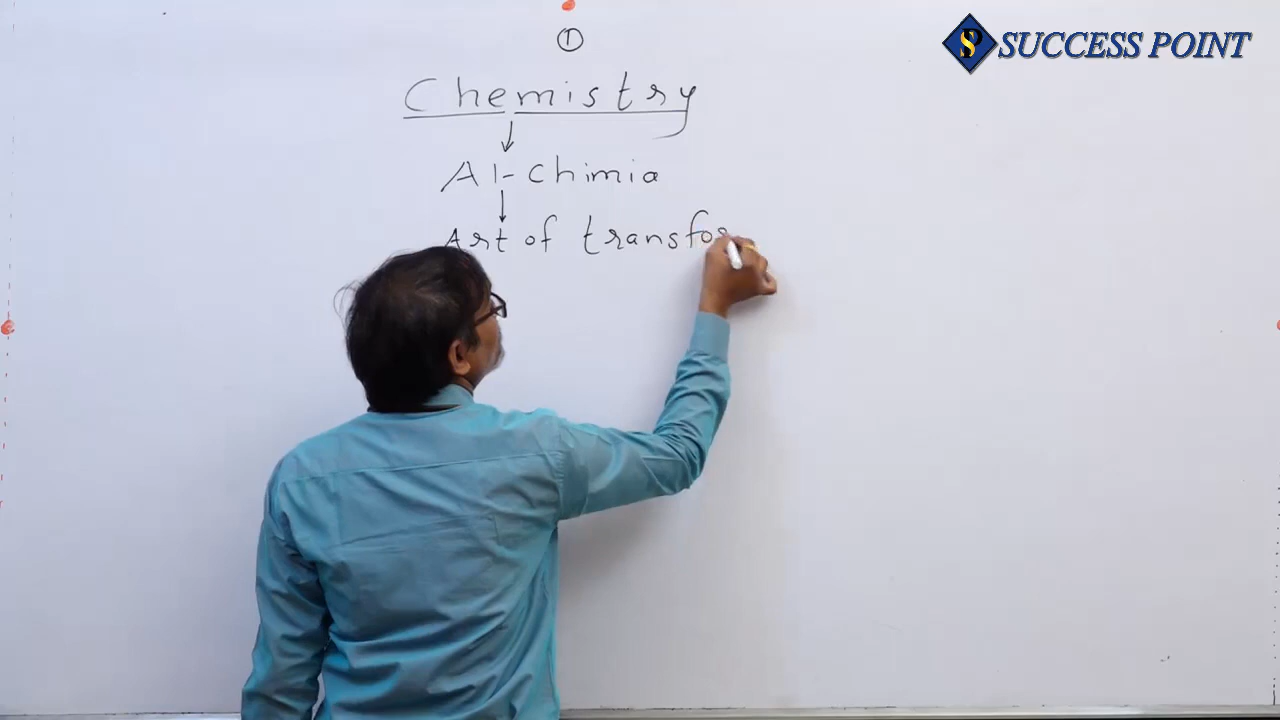 ①
SUCCESS POINT
Chemistry
Al-chimia
Art of transfor